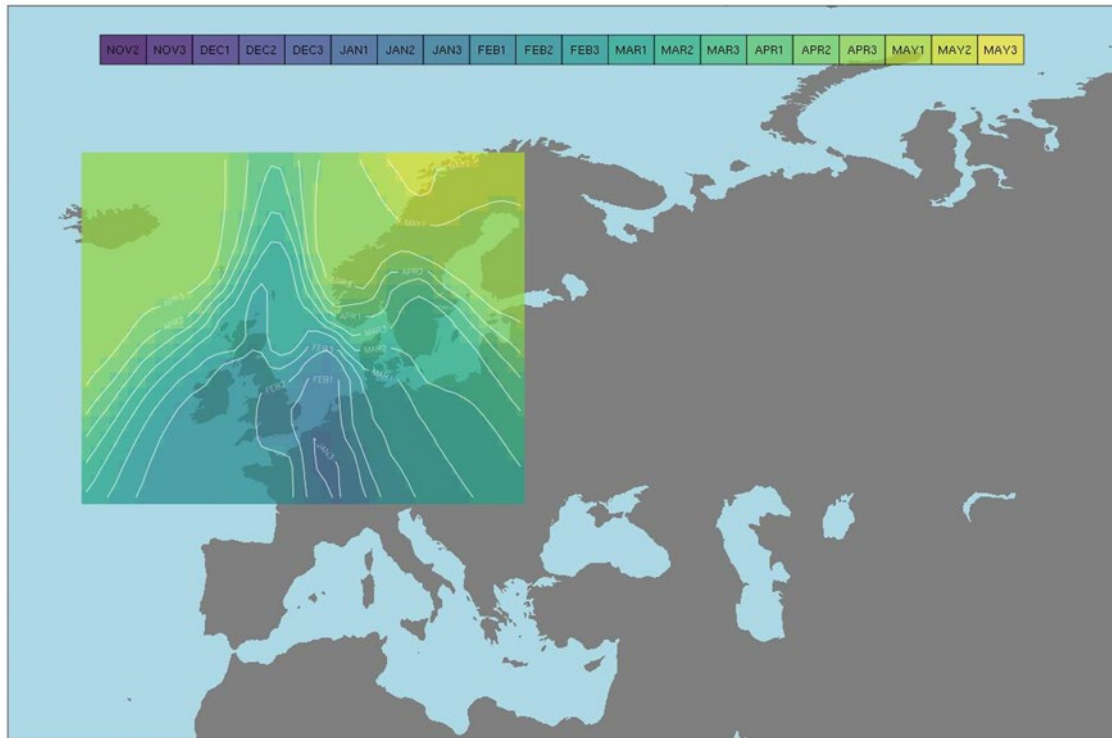 NOV2 NOV3 DEC1 DEC2 DEC3 JAN1 JAN2 JAN3 FEB1 FEB2 FEB3 MAR1 MAR2 MAR3 APR1 APR2 APR3 MAY1 MAY2 MAY3
MAY1
APR2
APR3
APR2
APR1
MAR3
MAR3
FEB3
MAR2
MAR1
FEB2
FEB1
JAN3